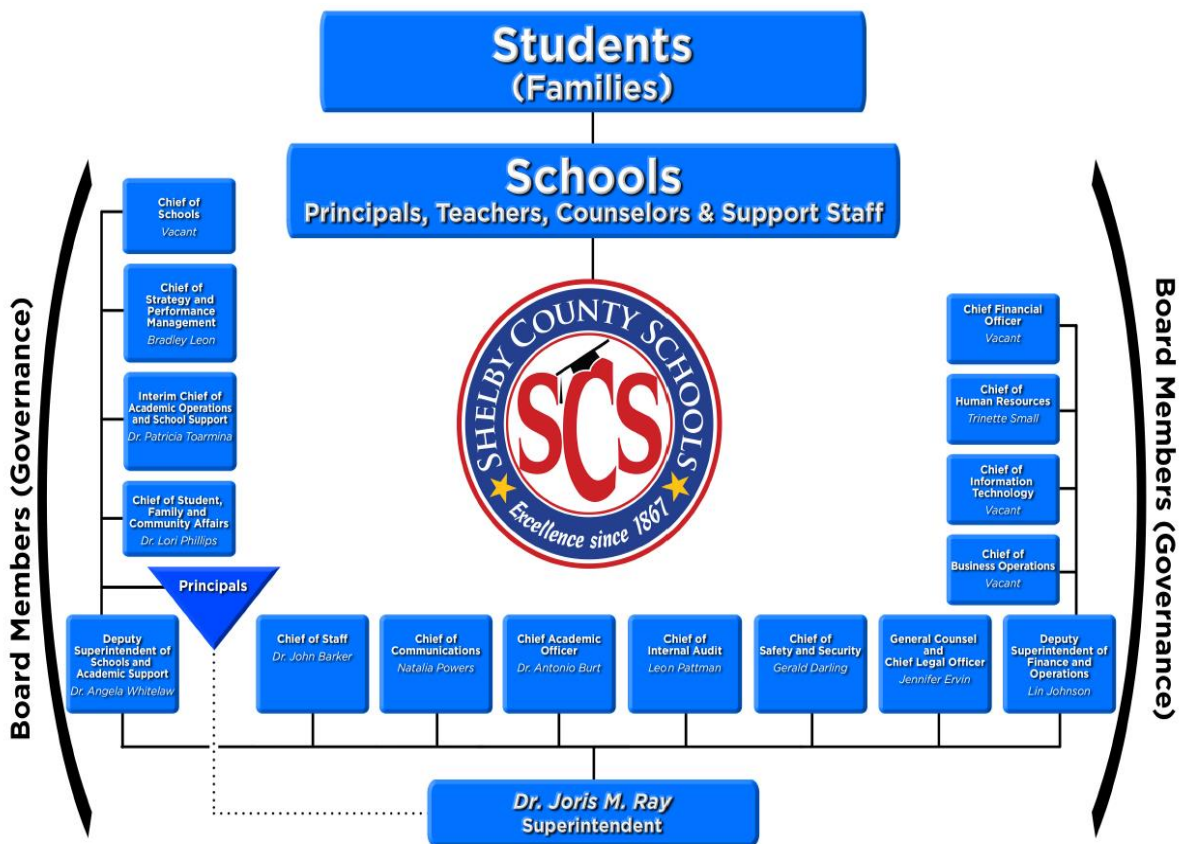 Students
(Families)
Schools
Principals, Teachers, Counselors & Support Staff
Board Members (Governance)
Chief of
Schools
Vacant
Chief of
Strategy and
Performance
Management
Bradley Leon
Interim Chief of
Academic Operations
and School Support
Dr. Patricia Toarmina
Chief of Student,
Family and
Community Affairs
Dr. Lori Phillips
Principals
SHELBY COUNTY SCHOOLS
SCS
Excellence since 1867
Chief Financial
Officer
Vacant
Chief of
Human Resources
Trinette Small
Chief of
Information
Technology
Vacant
Chief of
Business Operations
Vacant
Board Members (Governance)
Deputy
Superintendent of
Schools and
Academic Support
Dr. Angela Whitelaw
Chief of Staff
Dr. John Barker
Chief of
Communications
Natalia Powers
Chief Academic
Officer
Dr. Antonio Burt
Chief of
Internal Audit
Leon Pattman
Chief of
Safety and Security
Gerald Darling
General Counsel
and
Chief Legal Officer
Jennifer Ervin
Deputy
Superintendent of
Finance and
Operations
Lin Johnson
Dr. Joris M. Ray
Superintendent